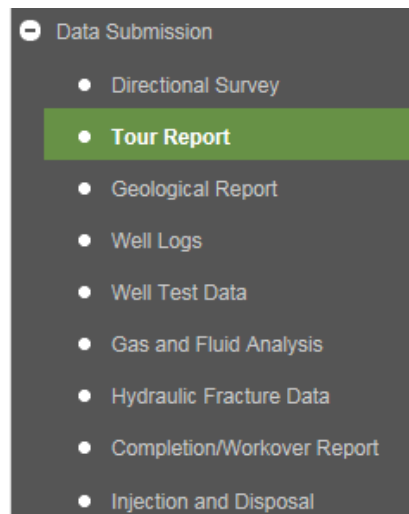 Data Submission
Directional Survey
Tour Report
Geological Report
Well Logs
Well Test Data
Gas and Fluid Analysis
Hydraulic Fracture Data
Completion/Workover Report
Injection and Disposal